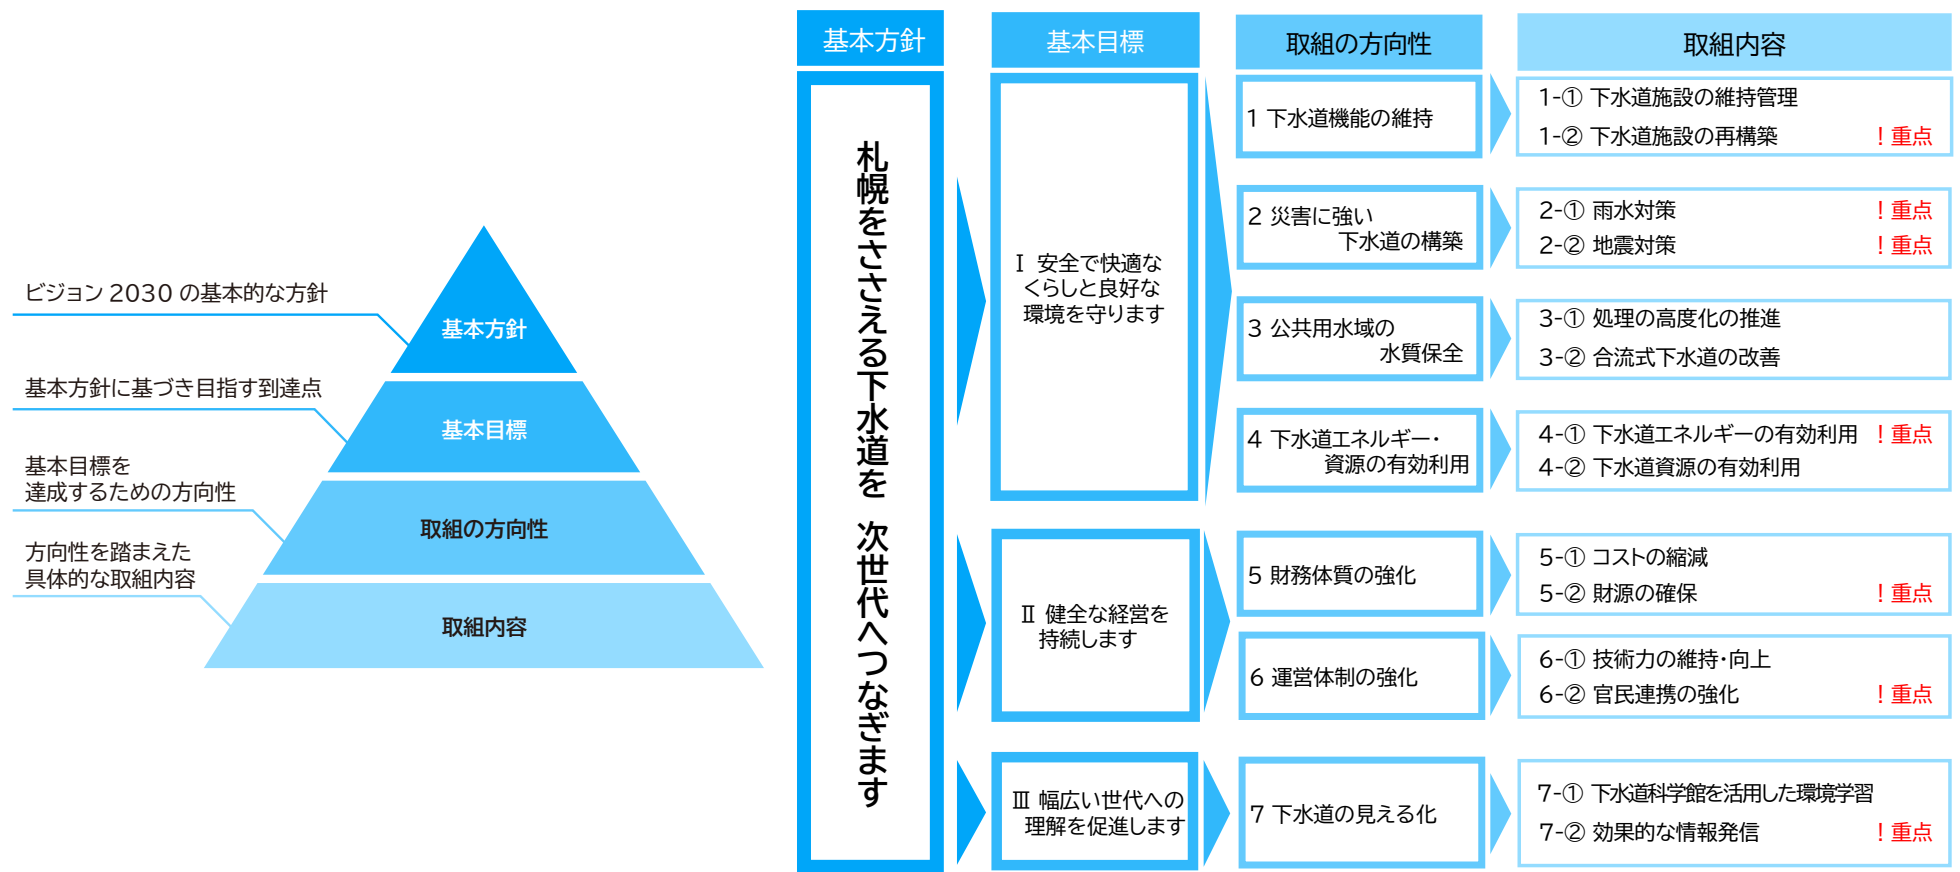 ビジョン 2030 の基本的な方針
基本方針に基づき目指す到達点
基本目標を
達成するための方向性
方向性を踏まえた
具体的な取組内容
基本方針
基本目標
取組の方向性
取組内容
基本方針
札幌をささえる下水道を 次世代へつなぎます
基本目標
Ⅰ 安全で快適な
くらしと良好な
環境を守ります
Ⅱ 健全な経営を
持続します
Ⅲ 幅広い世代への
理解を促進します
取組の方向性
1 下水道機能の維持
2 災害に強い
下水道の構築
3 公共用水域の
水質保全
4 下水道エネルギー・
資源の有効利用
5 財務体質の強化
6 運営体制の強化
7 下水道の見える化
取組内容
1-① 下水道施設の維持管理
1-② 下水道施設の再構築 !重点
2-① 雨水対策 !重点
2-② 地震対策 !重点
3-① 処理の高度化の推進
3-② 合流式下水道の改善
4-① 下水道エネルギーの有効利用 !重点
4-② 下水道資源の有効利用
5-① コストの縮減
5-② 財源の確保 !重点
6-① 技術力の維持・向上
6-② 官民連携の強化 !重点
7-① 下水道科学館を活用した環境学習
7-② 効果的な情報発信 !重点